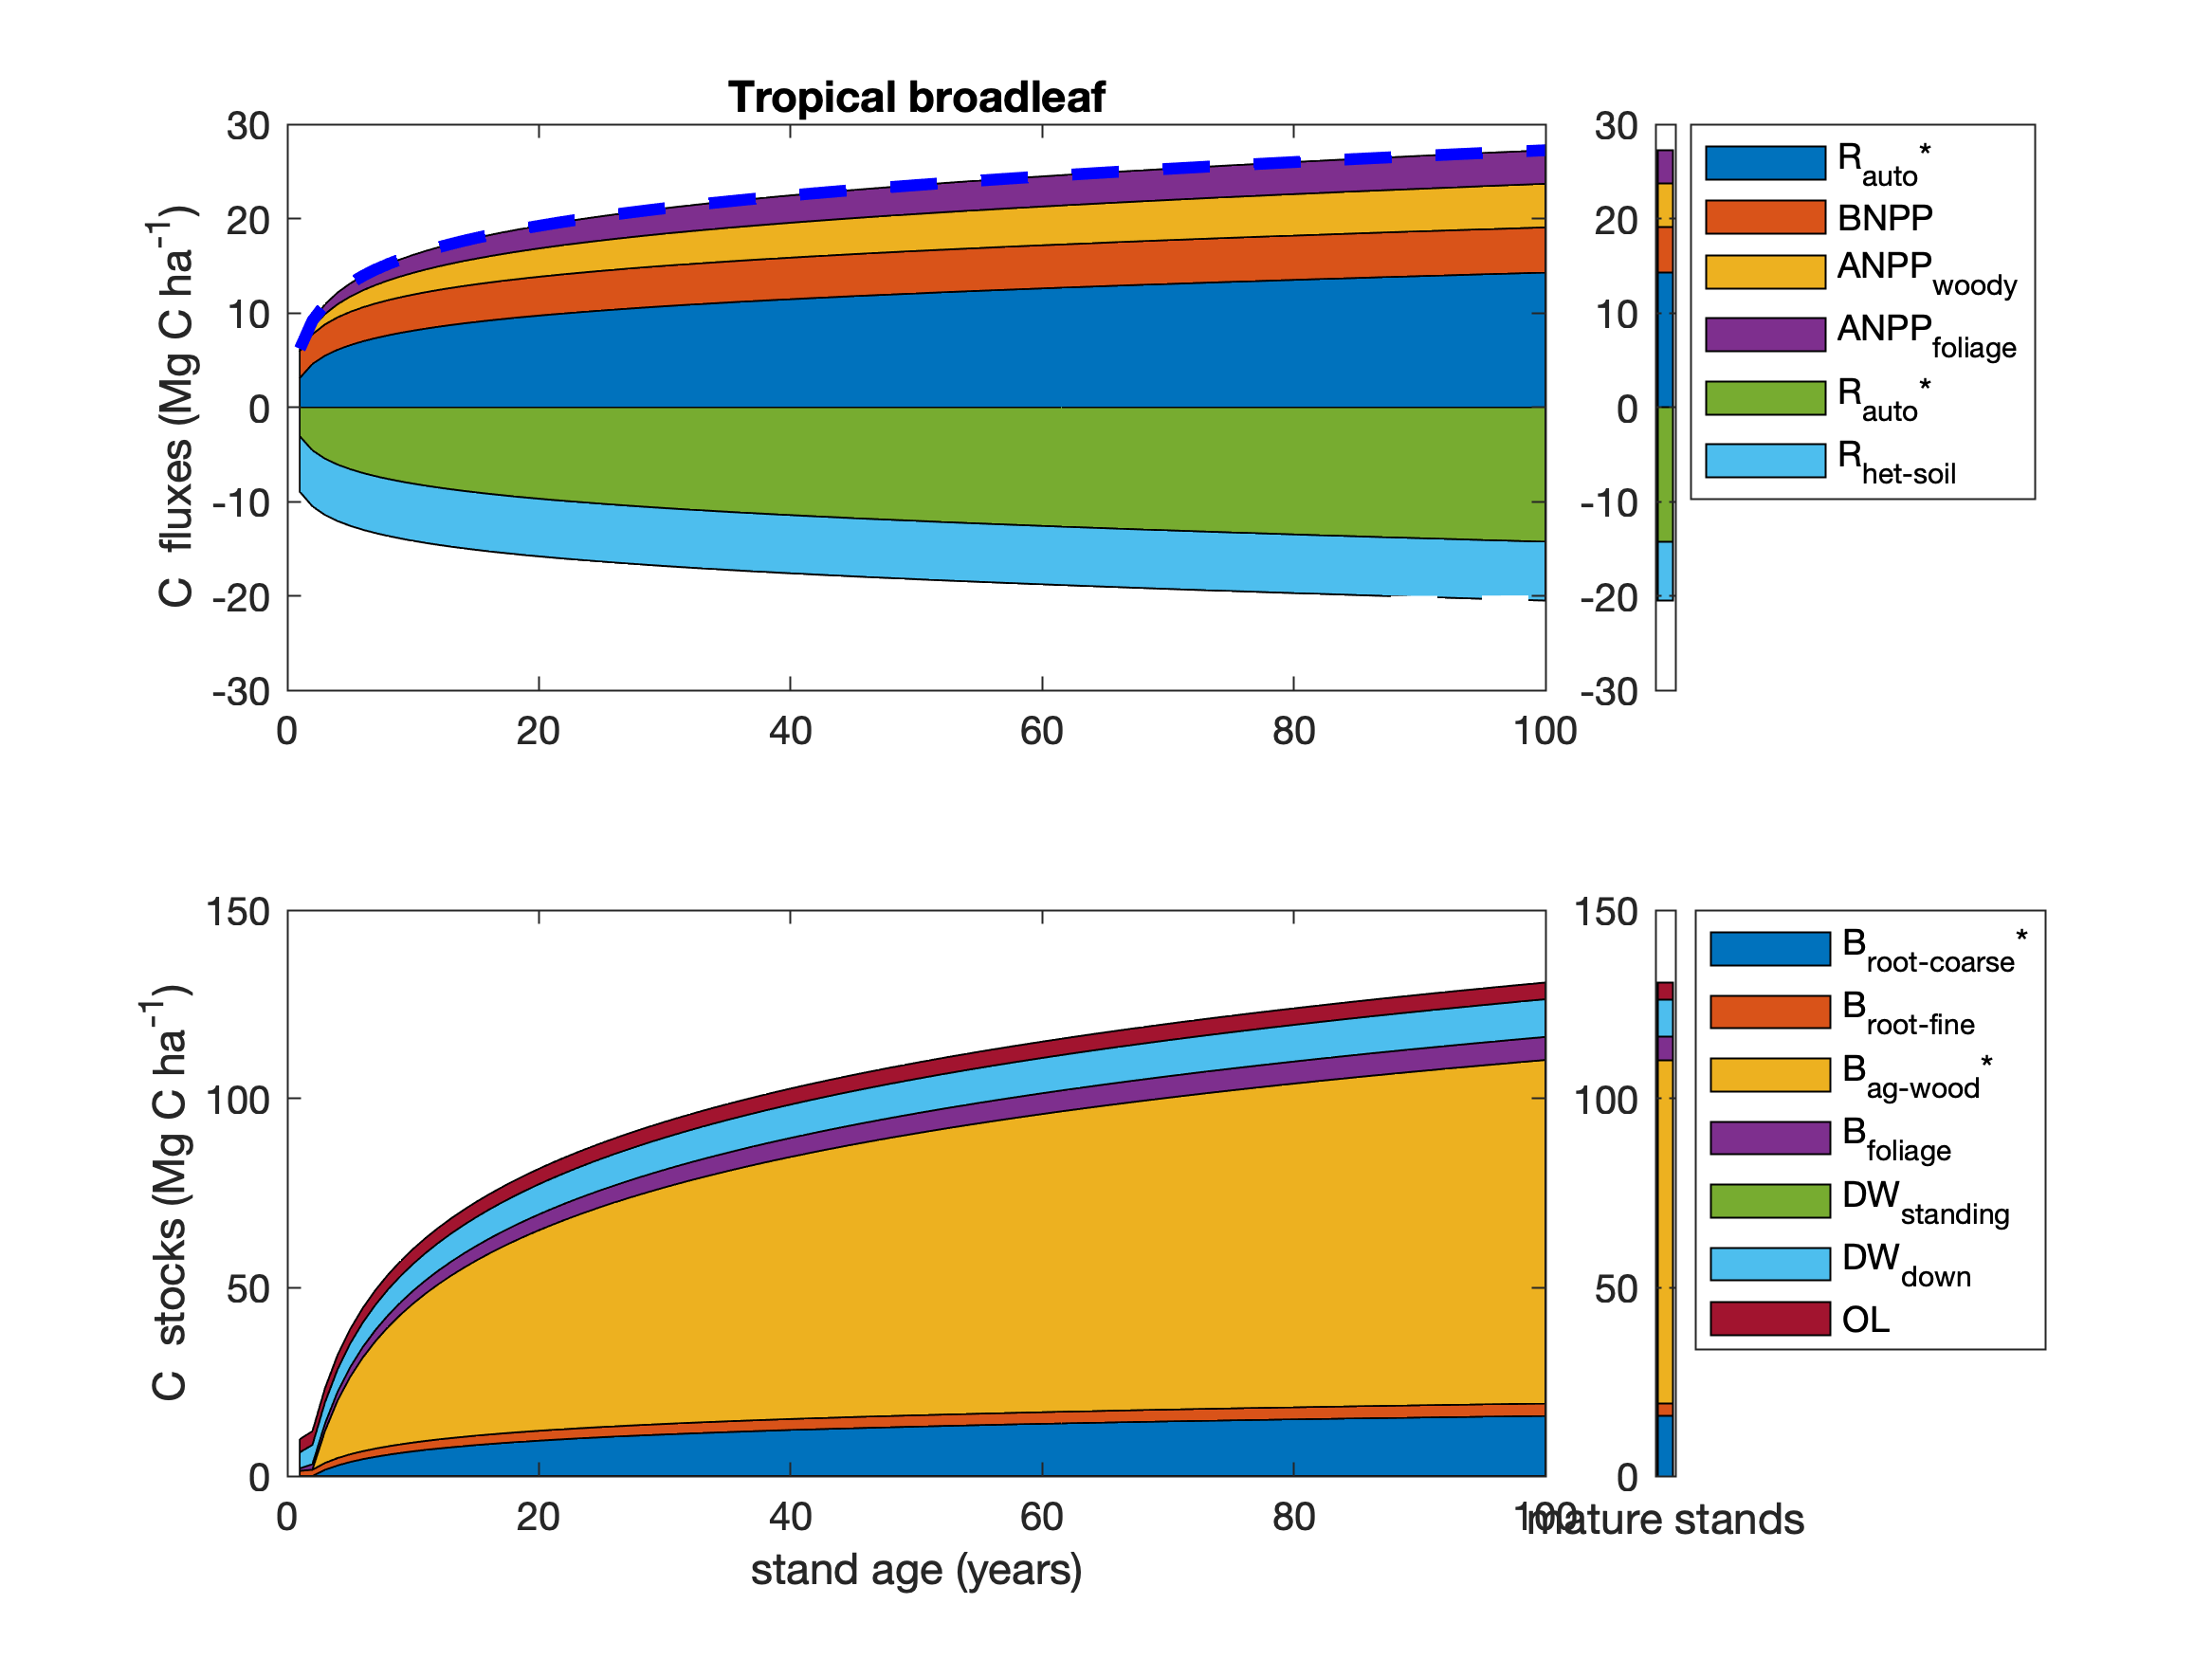 Tropical broadleaf
C fluxes (Mg C ha-1)
30
20
10
0
-10
-20
-30
0 20 40 60 80 100
30
20
10
0
-10
-20
-30
Rauto*
BNPP
ANPPwoody
ANPPfoliage
Rauto*
Rhet-soil
C stocks (Mg C ha-1)
150
100
50
0
0 20 40 60 80 100
stand age (years)
150
100
50
0
mature stands
Broot-coarse*
Broot-fine
Bag-wood*
Bfoliage
DWstanding
DWdown
OL